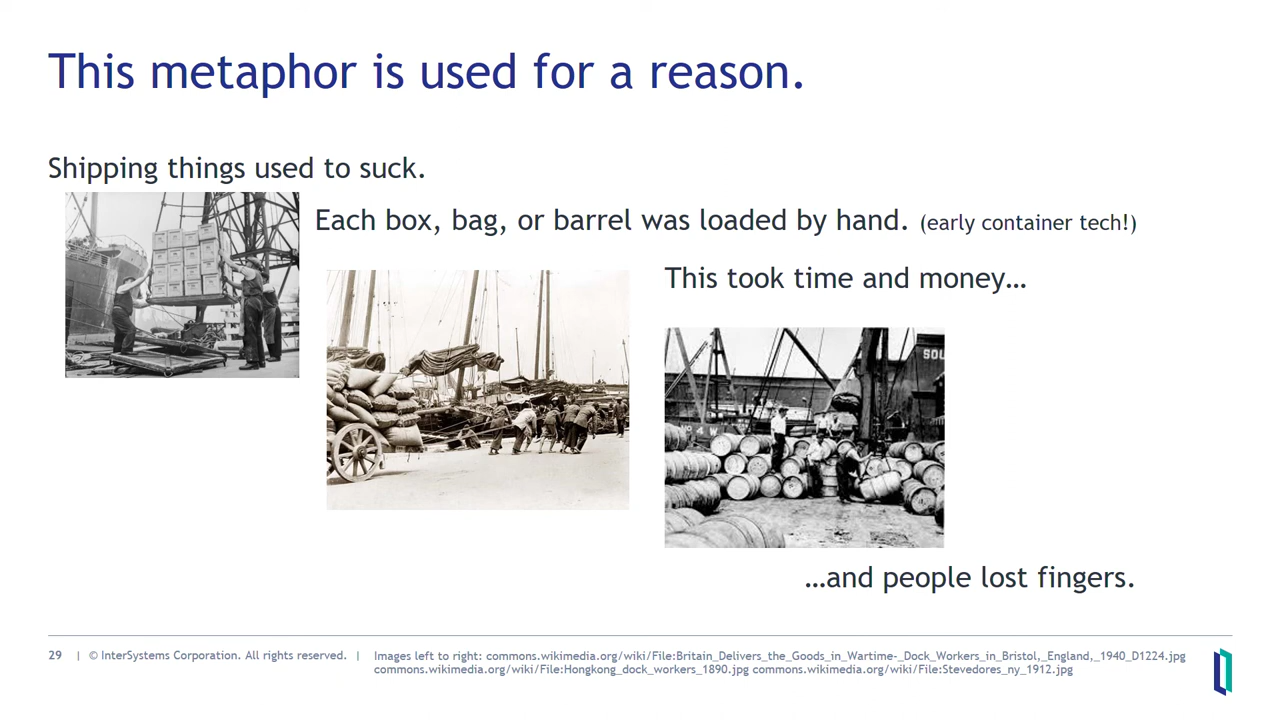 This metaphor is used for a reason.
Shipping things used to suck.
Each box, bag, or barrel was loaded by hand. (early container tech!)
This took time and money…
SOU
NO 4 W
…and people lost fingers.
29 | © InterSystems Corporation. All rights reserved. | Images left to right: commons.wikimedia.org/wiki/File:Britain_Delivers_the_Goods_in_Wartime-_Dock_Workers_in_Bristol,_England,_1940_D1224.jpg
commons.wikimedia.org/wiki/File:Hongkong_dock_workers_1890.jpg commons.wikimedia.org/wiki/File:Stevedores_ny_1912.jpg